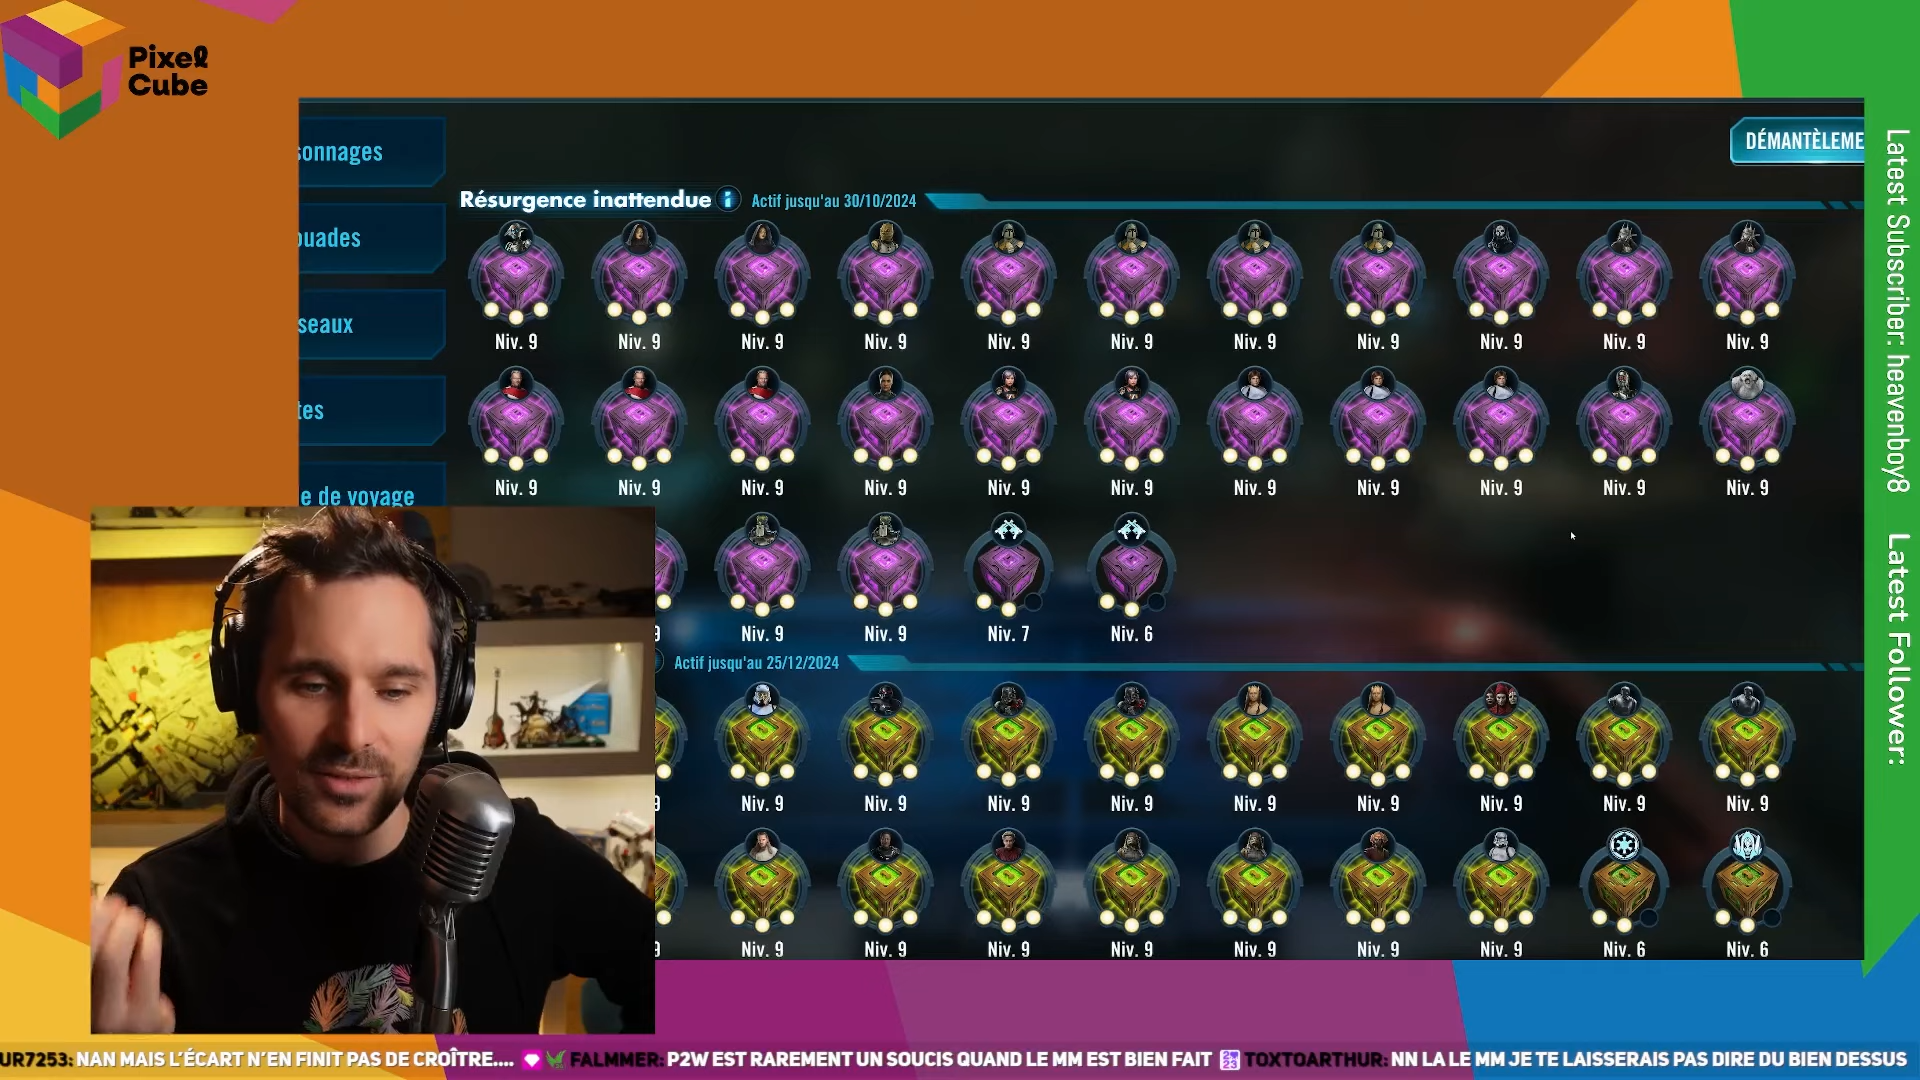 Pixel
Cube
sonnages
DÉMANTÈLEME
Résurgence inattendue i Actif jusqu'au 30/10/2024
ouades
Niv. 9 Niv. 9 Niv. 9 Niv. 9 Niv. 9 Niv. 9 Niv. 9 Niv. 9 Niv. 9 Niv. 9 Niv. 9
seaux
tes
Niv. 9 Niv. 9 Niv. 9 Niv. 9 Niv. 9 Niv. 9 Niv. 9 Niv. 9 Niv. 9 Niv. 9 Niv. 9
e de voyage
9 Niv. 9 Niv. 9 Niv. 7 Niv. 6
Actif jusqu'au 25/12/2024
9 Niv. 9 Niv. 9 Niv. 9 Niv. 9 Niv. 9 Niv. 9 Niv. 9 Niv. 9 Niv. 9
9 Niv. 9 Niv. 9 Niv. 9 Niv. 9 Niv. 9 Niv. 9 Niv. 9 Niv. 6 Niv. 6
Latest Subscriber: heavenboy8 Latest Follower:
UR7253: NAN MAIS L'ÉCART N'EN FINIT PAS DE CROÎTRE.... FALMMER: P2W EST RAREMENT UN SOUCIS QUAND LE MM EST BIEN FAIT 2023 TOXTOARTHUR: NN LA LE MM JE TE LAISSERAIS PAS DIRE DU BIEN DESSUS